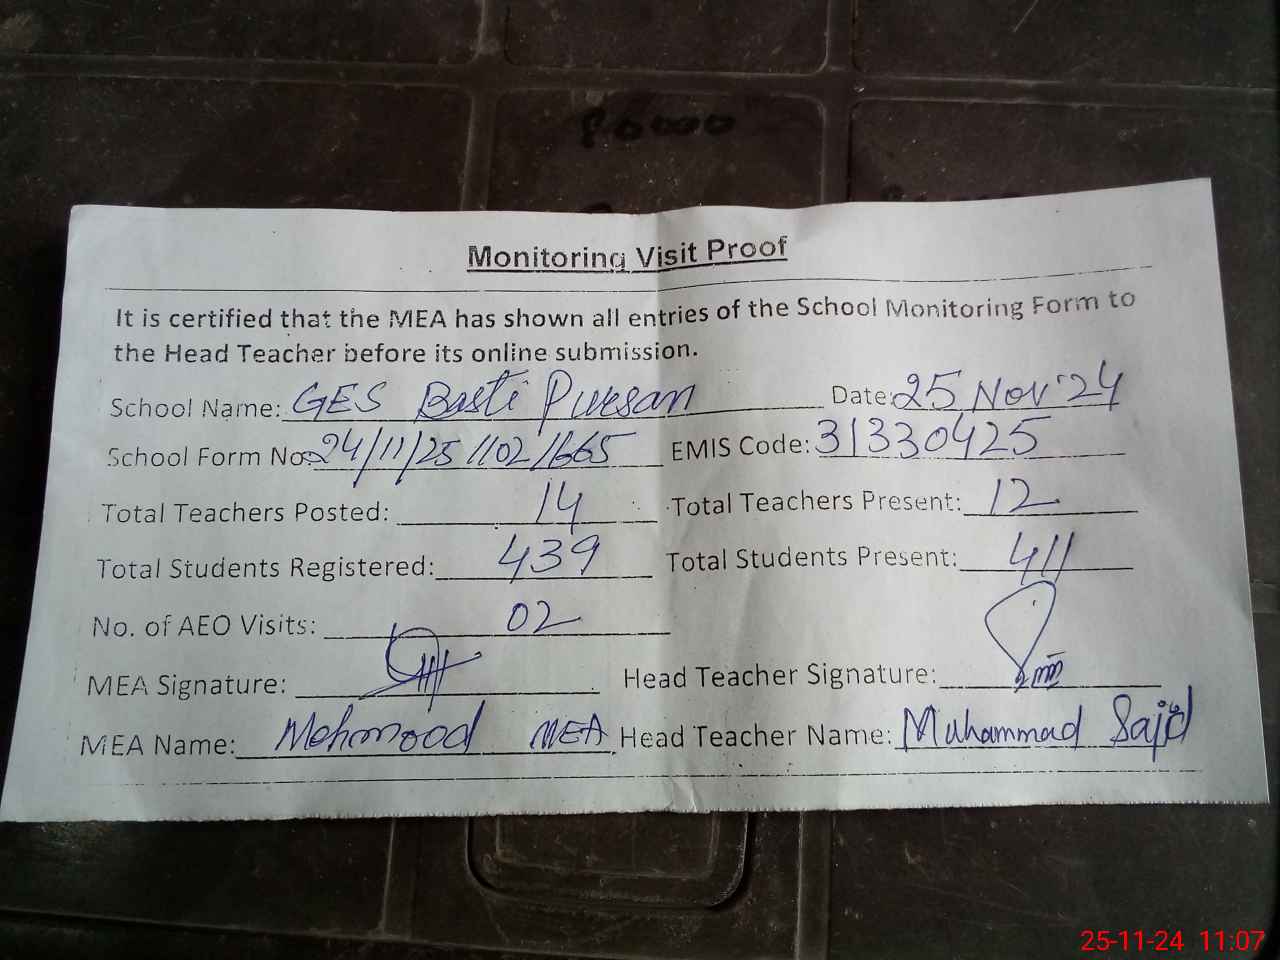 Monitoring Visit Proof
It is certified that the MEA has shown all entries of the School Monitoring Form to
the Head Teacher before its online submission.
School Name: GES Basti Puresan Date: 25 Nov'24
School Form No: 24/11/25/102/1665 EMIS Code: 31330425
Total Teachers Posted: 14 Total Teachers Present: 12
Total Students Registered: 439 Total Students Present: 411
No. of AEO Visits: 02
MEA Signature: Head Teacher Signature:
MEA Name: Mehmood MEA Head Teacher Name: Muhammad Sajid
25-11-24 11:07